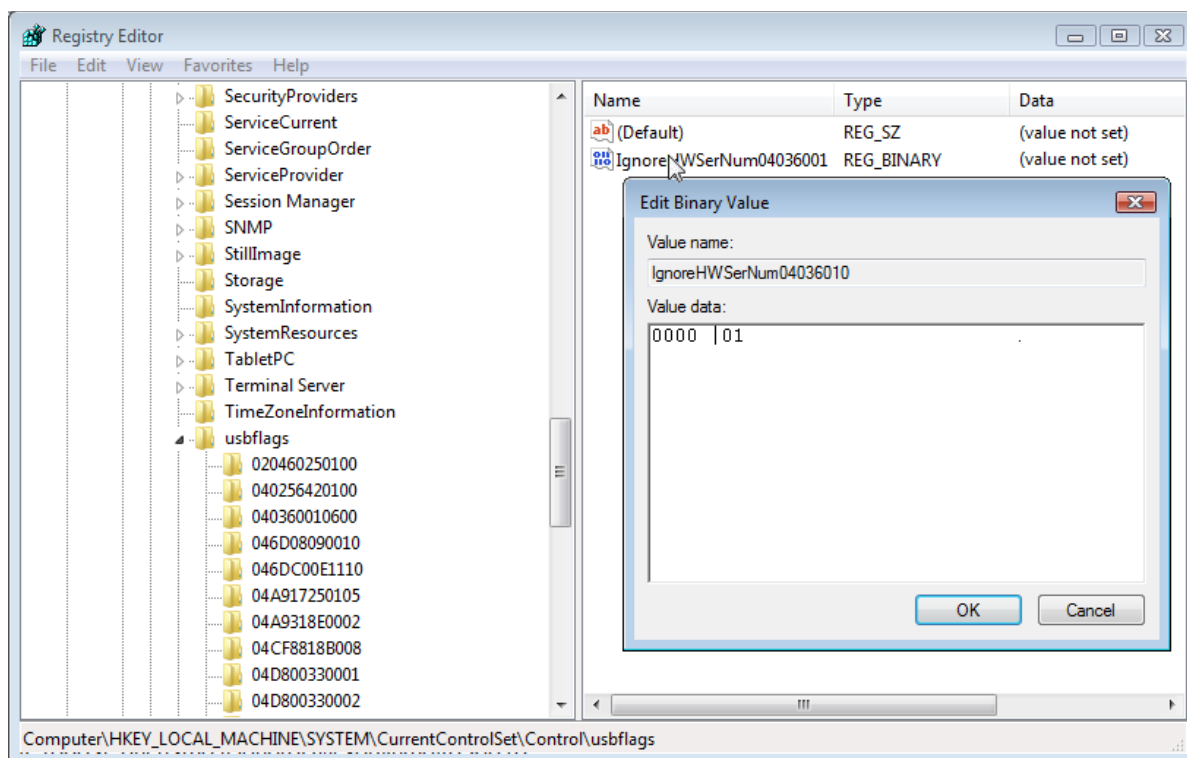 Registry Editor
File Edit View Favorites Help
SecurityProviders
ServiceCurrent
ServiceGroupOrder
ServiceProvider
Session Manager
SNMP
StillImage
Storage
SystemInformation
SystemResources
TabletPC
Terminal Server
TimeZoneInformation
usbflags
020460250100
040256420100
040360010600
046D08090010
046DC00E1110
04A917250105
04A9318E0002
04CF8818B008
04D800330001
04D800330002
Name Type Data
(Default) REG_SZ (value not set)
IgnoreHWSerNum04036001 REG_BINARY (value not set)
Edit Binary Value
Value name:
IgnoreHWSerNum04036010
Value data:
0000 01 .
OK Cancel
Computer\HKEY_LOCAL_MACHINE\SYSTEM\CurrentControlSet\Control\usbflags